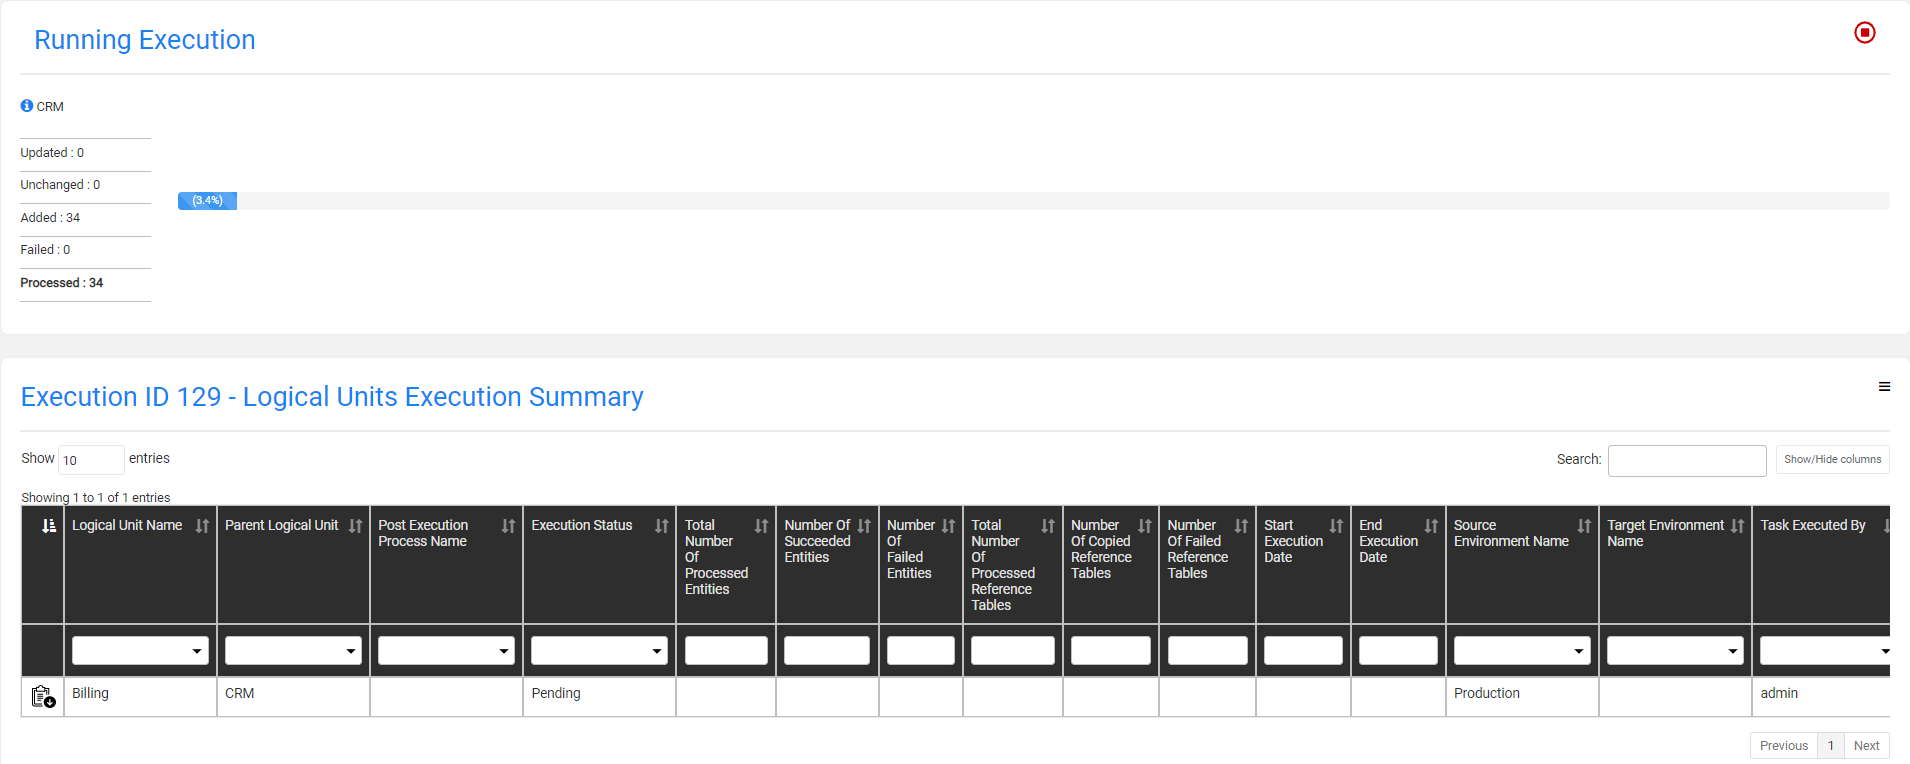 Running Execution
CRM
Updated : 0
Unchanged : 0
Added : 34
Failed : 0
Processed : 34
(3.4%)
Execution ID 129 - Logical Units Execution Summary
Show 10 entries
Search:
Show/Hide columns
Showing 1 to 1 of 1 entries
Logical Unit Name
Parent Logical Unit
Post Execution
Process Name
Execution Status
Total
Number
Of
Processed
Entities
Number Of
Succeeded
Entities
Number
Of
Failed
Entities
Total
Number
Of
Processed
Reference
Tables
Number
Of Copied
Reference
Tables
Number
Of Failed
Reference
Tables
Start
Execution
Date
End
Execution
Date
Source
Environment Name
Target Environment
Name
Task Executed By
Billing
CRM
Pending
Production
admin
Previous
1
Next